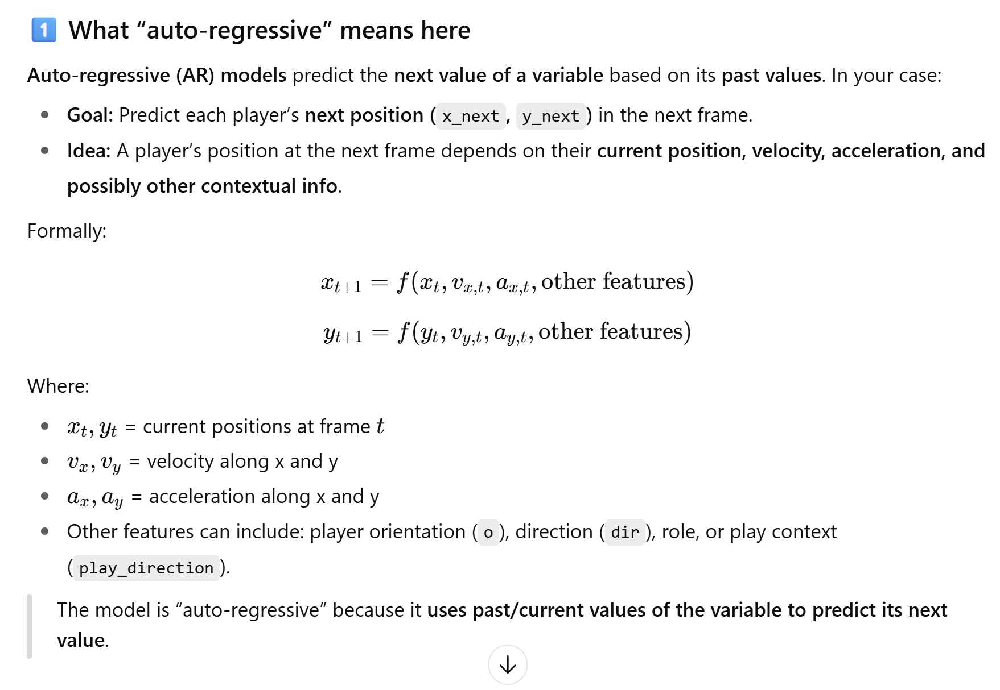 1 What “auto-regressive” means here
Auto-regressive (AR) models predict the next value of a variable based on its past values. In your case:
• Goal: Predict each player’s next position (x_next, y_next) in the next frame.
• Idea: A player’s position at the next frame depends on their current position, velocity, acceleration, and
possibly other contextual info.
Formally:
x_{t+1} = f(x_t, v_{x,t}, a_{x,t}, other features)
y_{t+1} = f(y_t, v_{y,t}, a_{y,t}, other features)
Where:
• x_t, y_t = current positions at frame t
• v_x, v_y = velocity along x and y
• a_x, a_y = acceleration along x and y
• Other features can include: player orientation (o), direction (dir), role, or play context
(play_direction).
The model is “auto-regressive” because it uses past/current values of the variable to predict its next
value.